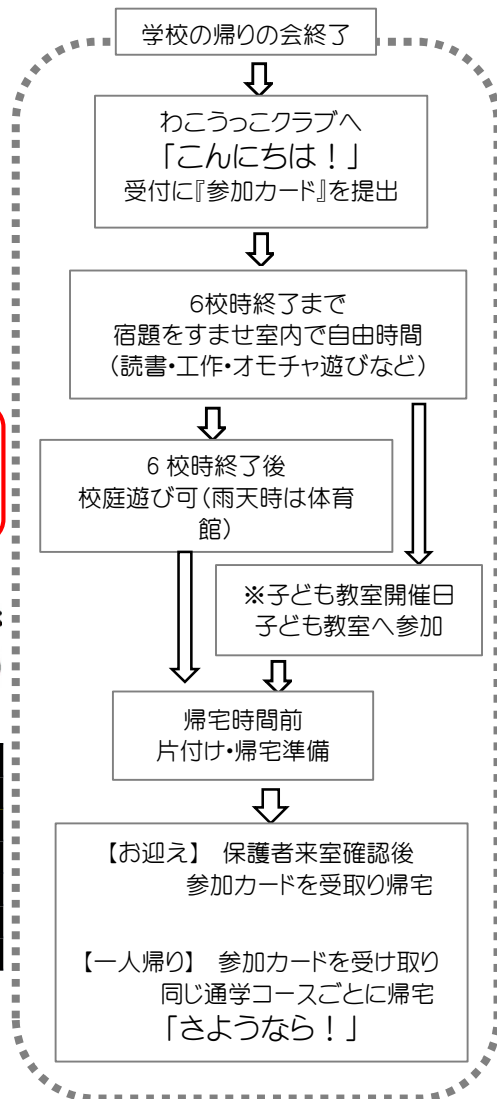 学校の帰りの会終了
わこうっこクラブへ
「こんにちは！」
受付に『参加カード』を提出
6校時終了まで
宿題をすませ室内で自由時間
（読書・工作・オモチャ遊びなど）
6 校時終了後
校庭遊び可（雨天時は体育
館）
※子ども教室開催日
子ども教室へ参加
帰宅時間前
片付け・帰宅準備
【お迎え】 保護者来室確認後
参加カードを受取り帰宅
【一人帰り】 参加カードを受け取り
同じ通学コースごとに帰宅
「さようなら！」